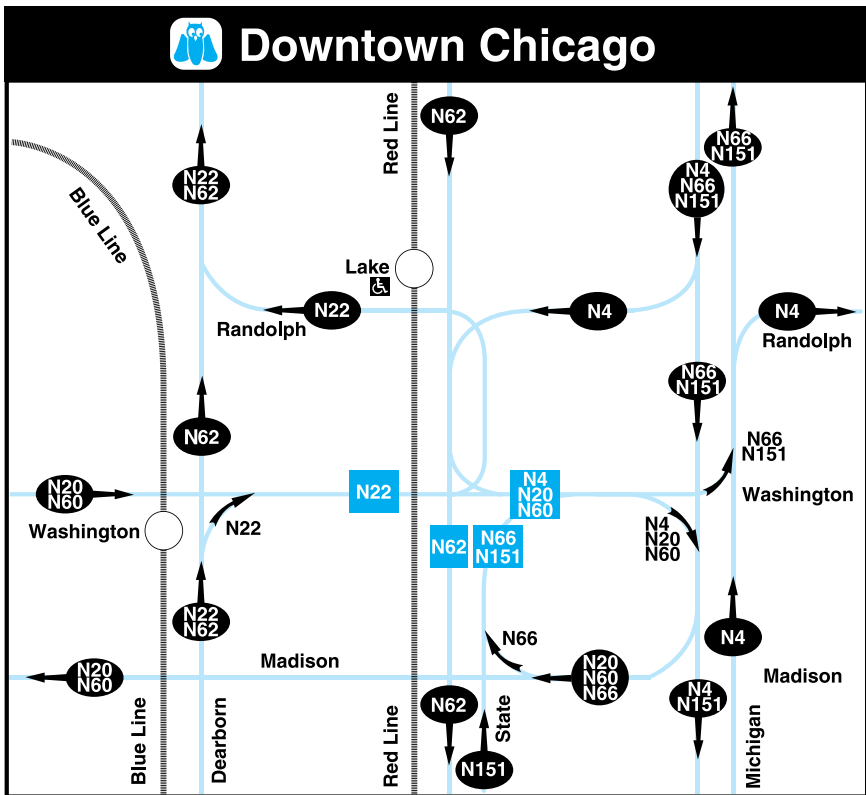 Downtown Chicago
N62
N66
N151
N22
N62
N4
N66
N151
Red Line
Blue Line
Lake
N22
N4
N4
Randolph
Randolph
N66
N151
N62
N66
N151
N20
N60
N22
N4
N20
N60
Washington
Washington
N22
N62
N66
N151
N4
N20
N60
N22
N62
N66
N4
Madison
N20
N60
N20
N60
N66
Madison
N62
N4
N151
Blue Line
Dearborn
Red Line
State
Michigan
N151